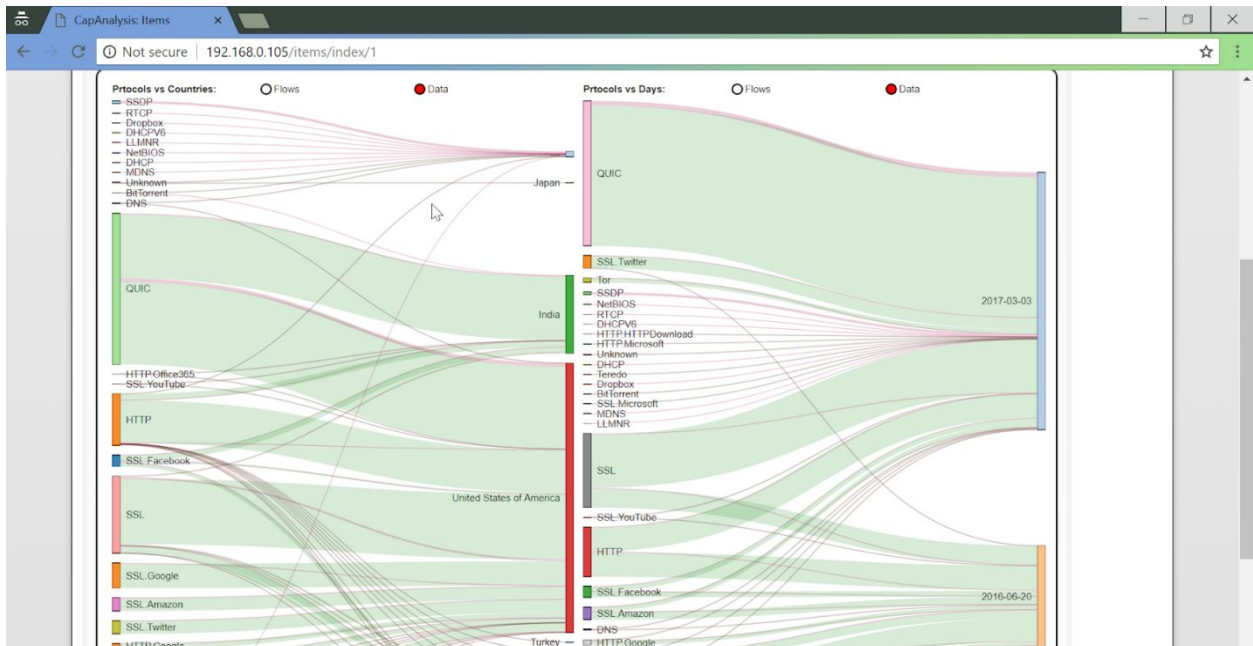 CapAnalysis: Items
Not secure | 192.168.0.105/items/index/1
Prtocols vs Countries:
Flows
Data
SSDP
RTCP
Dropbox
DHCPV6
LLMNR
NetBIOS
DHCP
MDNS
Unknown
BitTorrent
DNS
QUIC
HTTP.Office365
SSL.YouTube
HTTP
SSL.Facebook
SSL
SSL.Google
SSL.Amazon
SSL.Twitter
HTTP.Google
...
Japan
India
United States of America
Turkey
Prtocols vs Days:
Flows
Data
QUIC
SSL.Twitter
Tor
SSDP
NetBIOS
RTCP
DHCPV6
HTTP.HTTPDownload
HTTP.Microsoft
Unknown
DHCP
Teredo
Dropbox
BitTorrent
SSL.Microsoft
MDNS
LLMNR
SSL
SSL.YouTube
HTTP
SSL.Facebook
SSL.Amazon
DNS
HTTP.Google
2017-03-03
2016-06-20